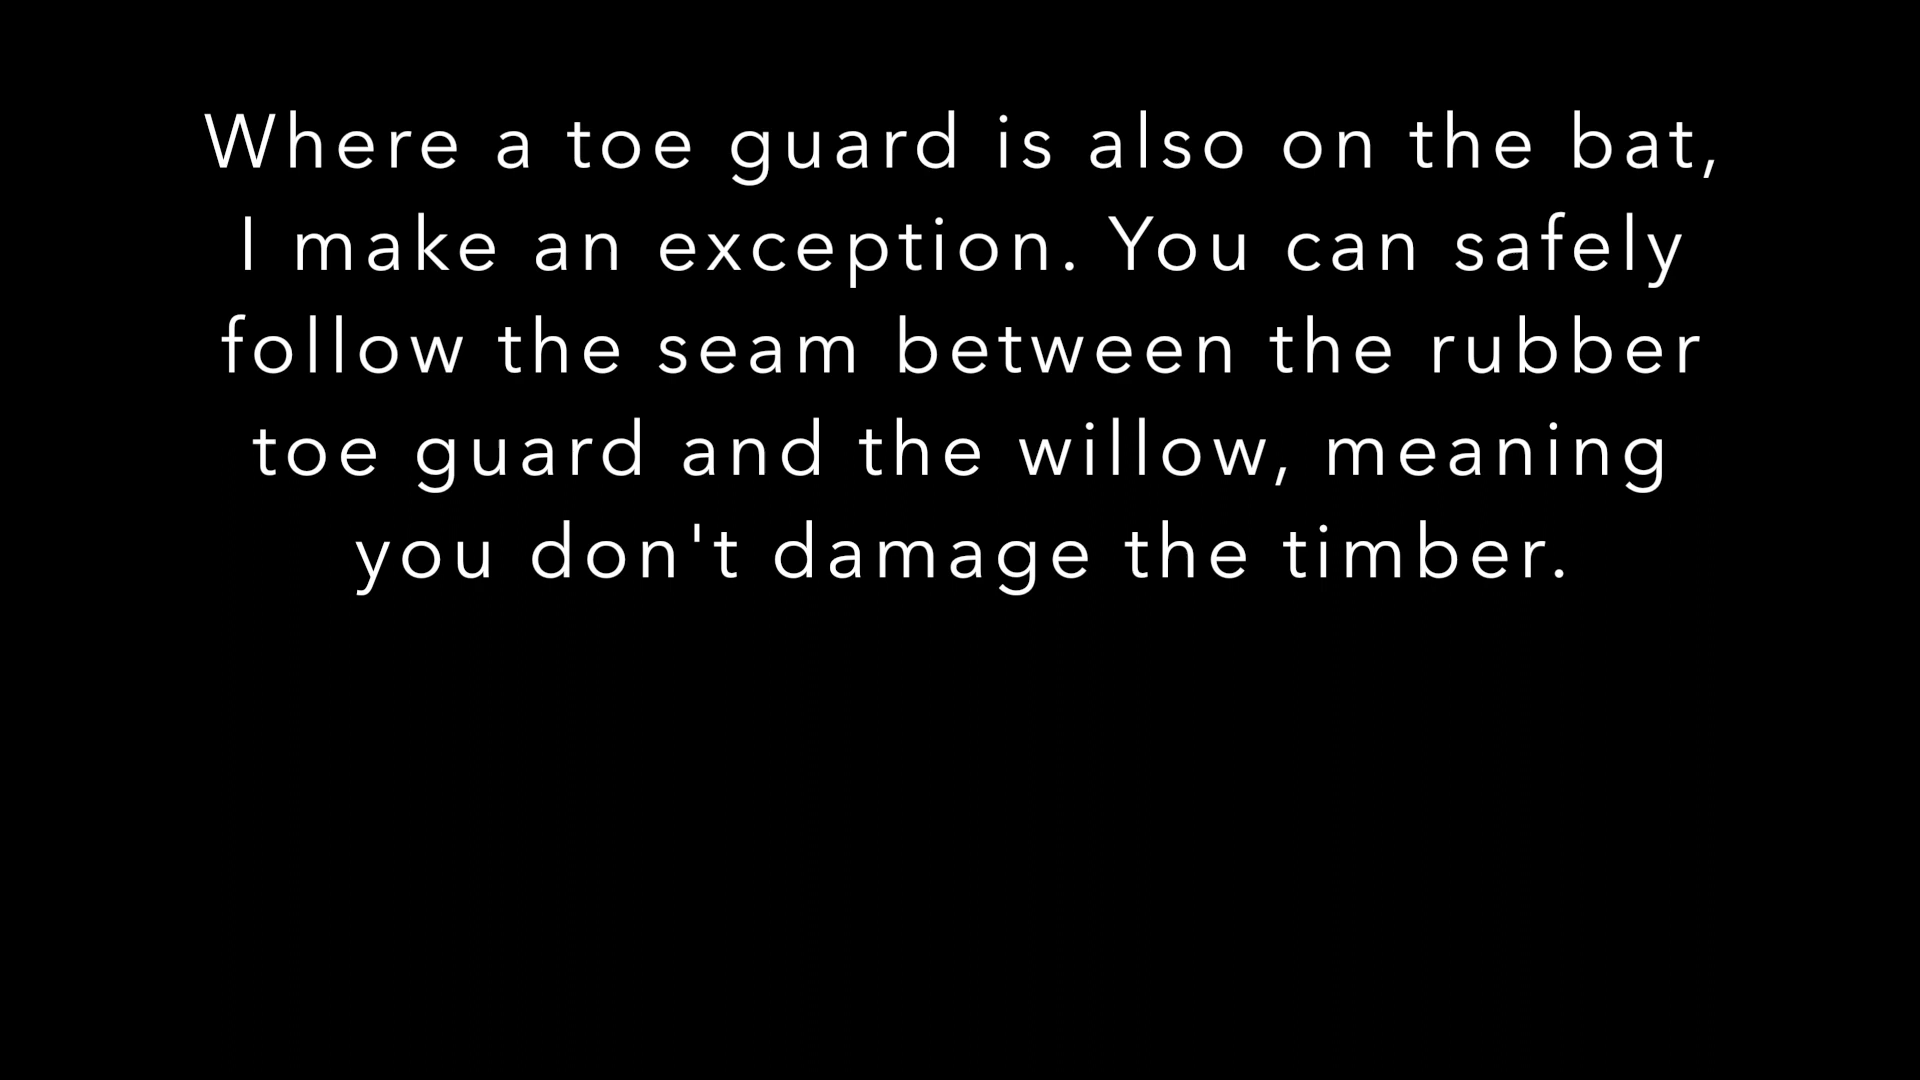 Where a toe guard is also on the bat,
I make an exception. You can safely
follow the seam between the rubber
toe guard and the willow, meaning
you don't damage the timber.